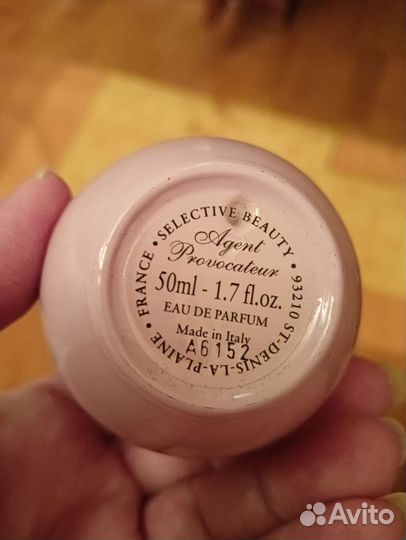 • SELECTIVE BEAUTY • 93210 ST-DENIS-LA-PLAINE • FRANCE
Agent
Provocateur
50ml - 1.7 fl.oz.
EAU DE PARFUM
Made in Italy
A6152
Avito